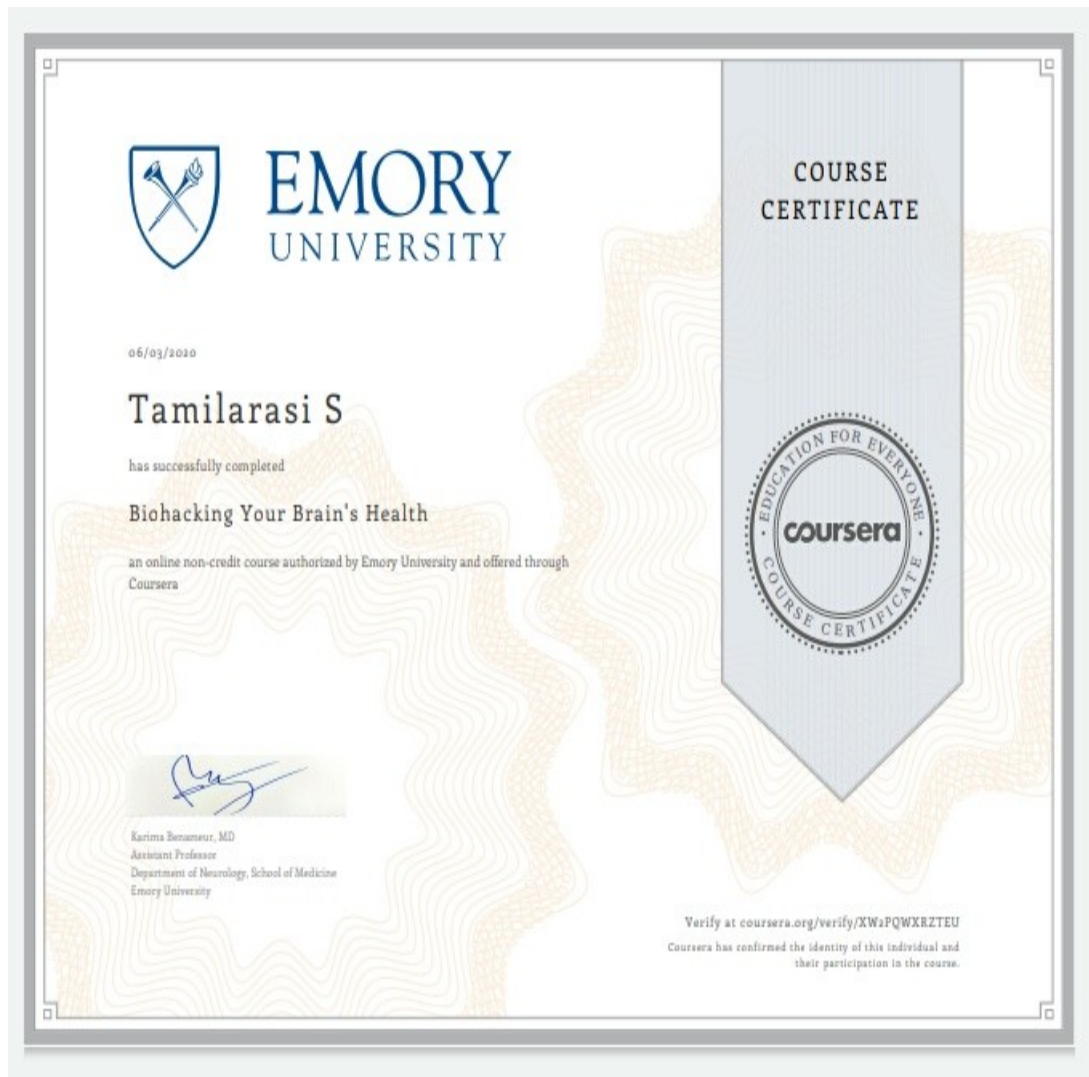 EMORY
UNIVERSITY
COURSE
CERTIFICATE
06/03/2020
Tamilarasi S
has successfully completed
Biohacking Your Brain's Health
an online non-credit course authorized by Emory University and offered through
Coursera
EDUCATION FOR EVERYONE
coursera
COURSE CERTIFICATE
Karima Benameur, MD
Assistant Professor
Department of Neurology, School of Medicine
Emory University
Verify at coursera.org/verify/XW2PQWXRZTEU
Coursera has confirmed the identity of this individual and
their participation in the course.